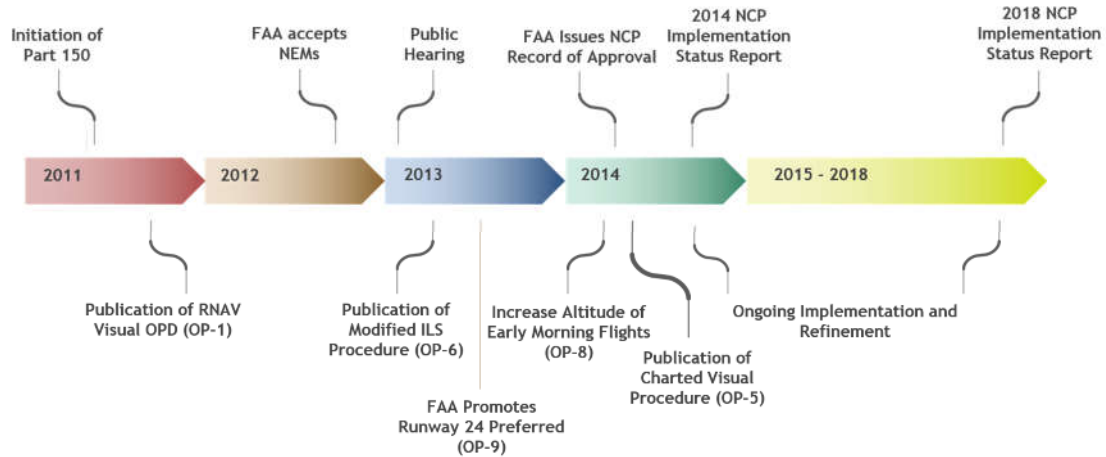 Initiation of
Part 150
FAA accepts
NEMs
Public
Hearing
FAA Issues NCP
Record of Approval
2014 NCP
Implementation
Status Report
2018 NCP
Implementation
Status Report
2011
2012
2013
2014
2015 - 2018
Publication of RNAV
Visual OPD (OP-1)
Publication of
Modified ILS
Procedure (OP-6)
FAA Promotes
Runway 24 Preferred
(OP-9)
Increase Altitude of
Early Morning Flights
(OP-8)
Publication of
Charted Visual
Procedure (OP-5)
Ongoing Implementation and
Refinement